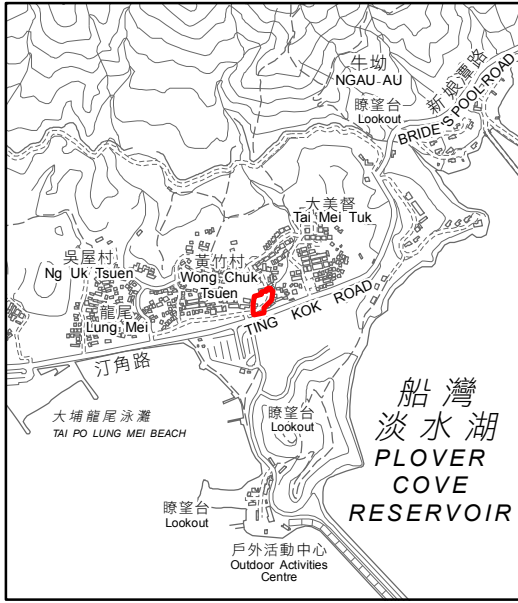 牛坳
NGAU-AU
瞭望台
Lookout
新娘潭路
BRIDE'S POOL ROAD
大美督
Tai Mei Tuk
吳屋村
Ng Uk Tsuen
黃竹村
Wong Chuk
Tsuen
龍尾
Lung Mei
TING KOK ROAD
汀角路
大埔龍尾泳灘
TAI PO LUNG MEI BEACH
瞭望台
Lookout
船灣
淡水湖
PLOVER
COVE
RESERVOIR
瞭望台
Lookout
戶外活動中心
Outdoor Activities
Centre